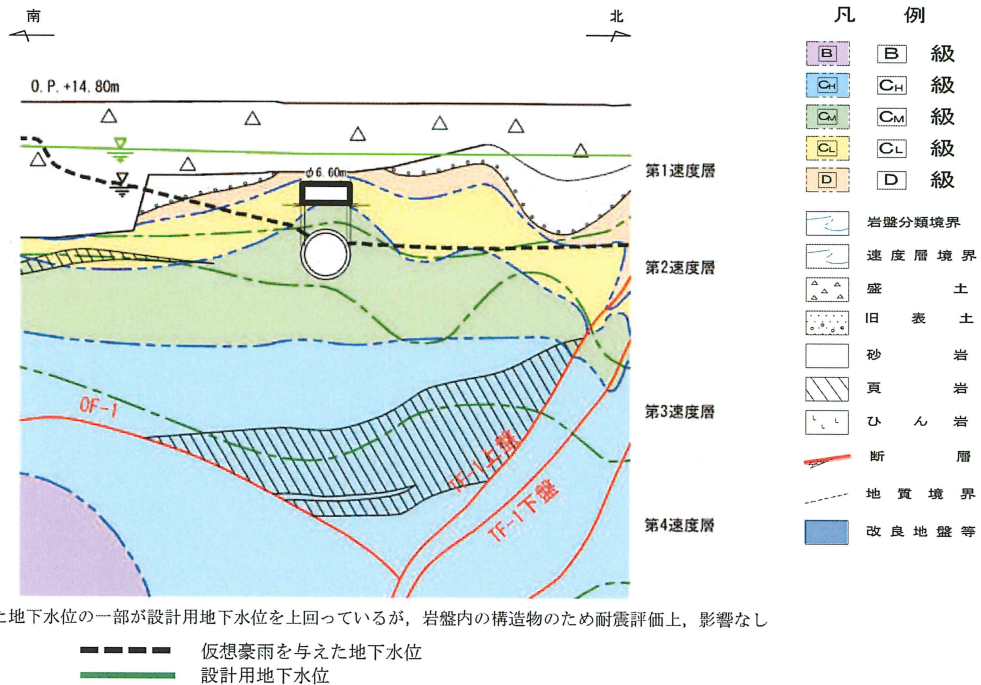 南
北
O.P.+14.80m
φ6.60m
第1速度層
第2速度層
第3速度層
第4速度層
OF-1
TF-1上盤
TF-1下盤
凡 例
B B 級
CH CH 級
CM CM 級
CL CL 級
D D 級
岩盤分類境界
速度層境界
盛土
旧表土
砂岩
頁岩
ひん岩
断層
地質境界
改良地盤等
た地下水位の一部が設計用地下水位を上回っているが，岩盤内の構造物のため耐震評価上，影響なし
仮想豪雨を与えた地下水位
設計用地下水位